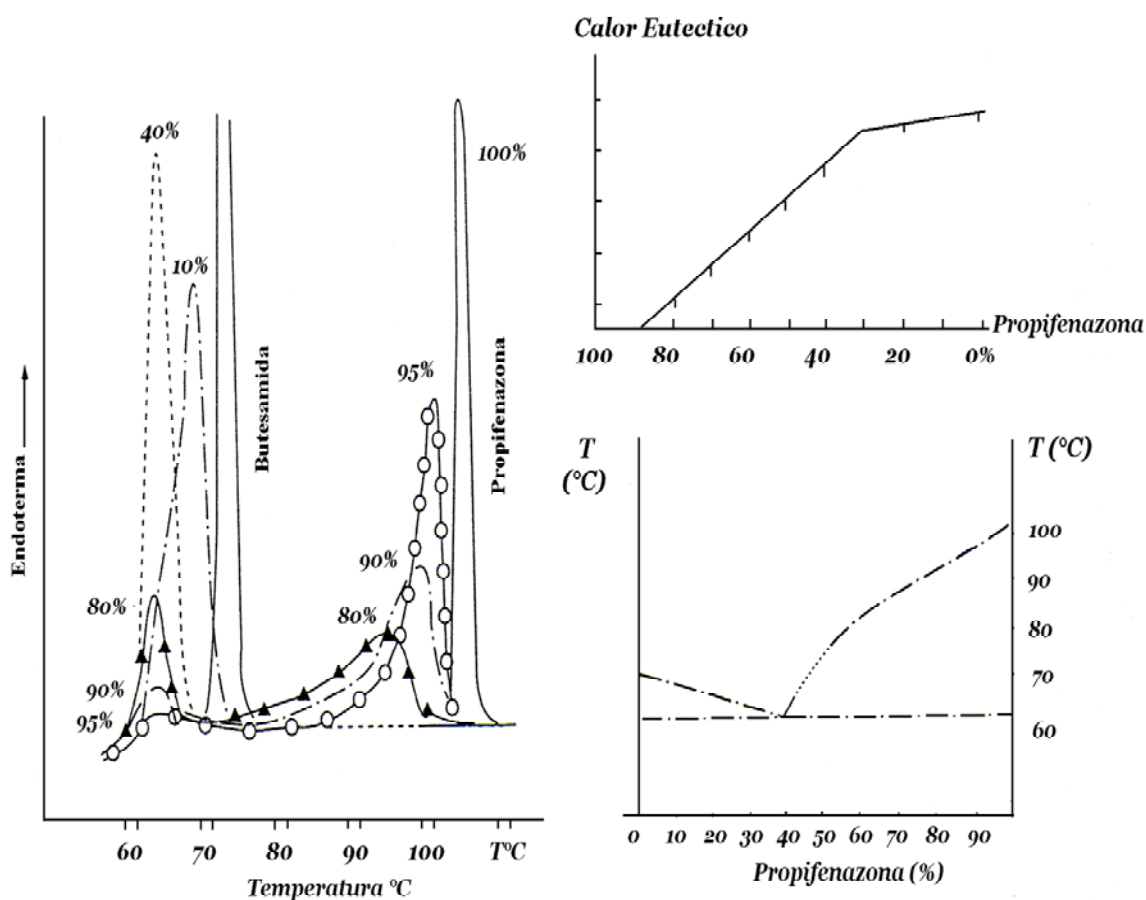 Endoterma
40%
10%
80%
90%
95%
Butesamida
95%
90%
80%
100%
Propifenazona
60 70 80 90 100 T°C
Temperatura °C
Calor Eutectico
100 80 60 40 20 0%
Propifenazona
T
(°C)
T (°C)
100
90
80
70
60
0 10 20 30 40 50 60 70 80 90
Propifenazona (%)